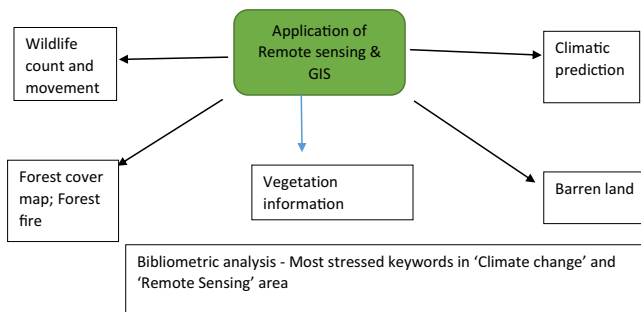 Application of
Remote sensing &
GIS
Wildlife
count and
movement
Climatic
prediction
Forest cover
map; Forest
fire
Vegetation
information
Barren land
Bibliometric analysis - Most stressed keywords in ‘Climate change’ and
‘Remote Sensing’ area